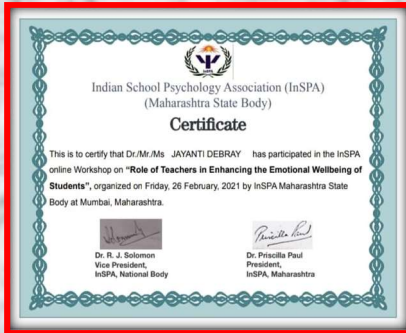 InSPA
Indian School Psychology Association (InSPA)
(Maharashtra State Body)
Certificate
This is to certify that Dr./Mr./Ms JAYANTI DEBRAY has participated in the InSPA
online Workshop on "Role of Teachers in Enhancing the Emotional Wellbeing of
Students", organized on Friday, 26 February, 2021 by InSPA Maharashtra State
Body at Mumbai, Maharashtra.
Priscilla Paul
Dr. R. J. Solomon
Vice President,
InSPA, National Body
Dr. Priscilla Paul
President,
InSPA, Maharashtra